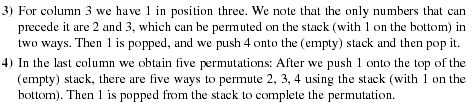 3) For column 3 we have 1 in position three. We note that the only numbers that can
precede it are 2 and 3, which can be permuted on the stack (with 1 on the bottom) in
two ways. Then 1 is popped, and we push 4 onto the (empty) stack and then pop it.
4) In the last column we obtain five permutations: After we push 1 onto the top of the
(empty) stack, there are five ways to permute 2, 3, 4 using the stack (with 1 on the
bottom). Then 1 is popped from the stack to complete the permutation.